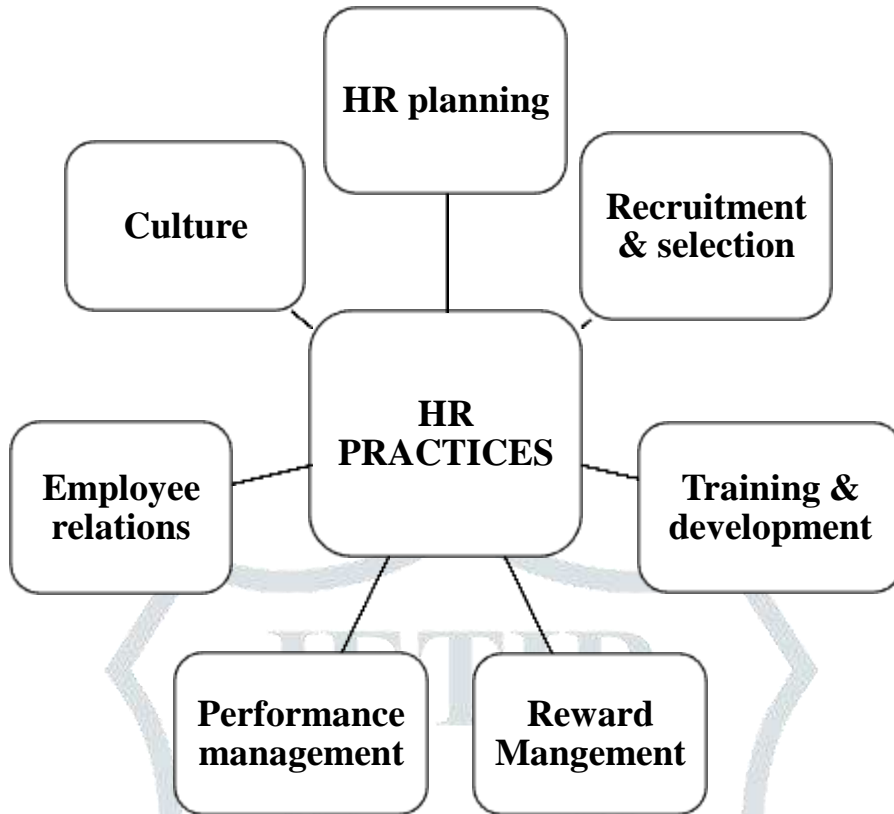 HR planning
Culture
Recruitment
& selection
HR
PRACTICES
Employee
relations
Training &
development
Performance
management
Reward
Mangement